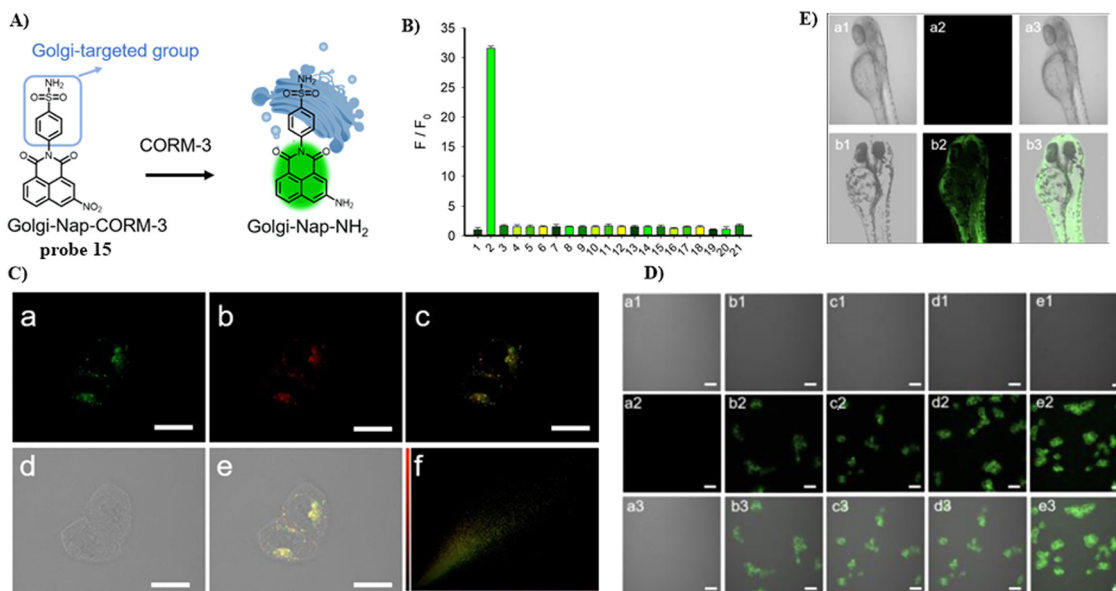 A)
Golgi-targeted group
NH2
O=S=O
N
O
O
NO2
Golgi-Nap-CORM-3
probe 15
CORM-3
NH2
O=S=O
N
O
O
NH2
Golgi-Nap-NH2
B)
F / F0
35
30
25
20
15
10
5
0
1 2 3 4 5 6 7 8 9 10 11 12 13 14 15 16 17 18 19 20 21
E)
a1 a2 a3
b1 b2 b3
C)
a b c
d e f
D)
a1 b1 c1 d1 e1
a2 b2 c2 d2 e2
a3 b3 c3 d3 e3